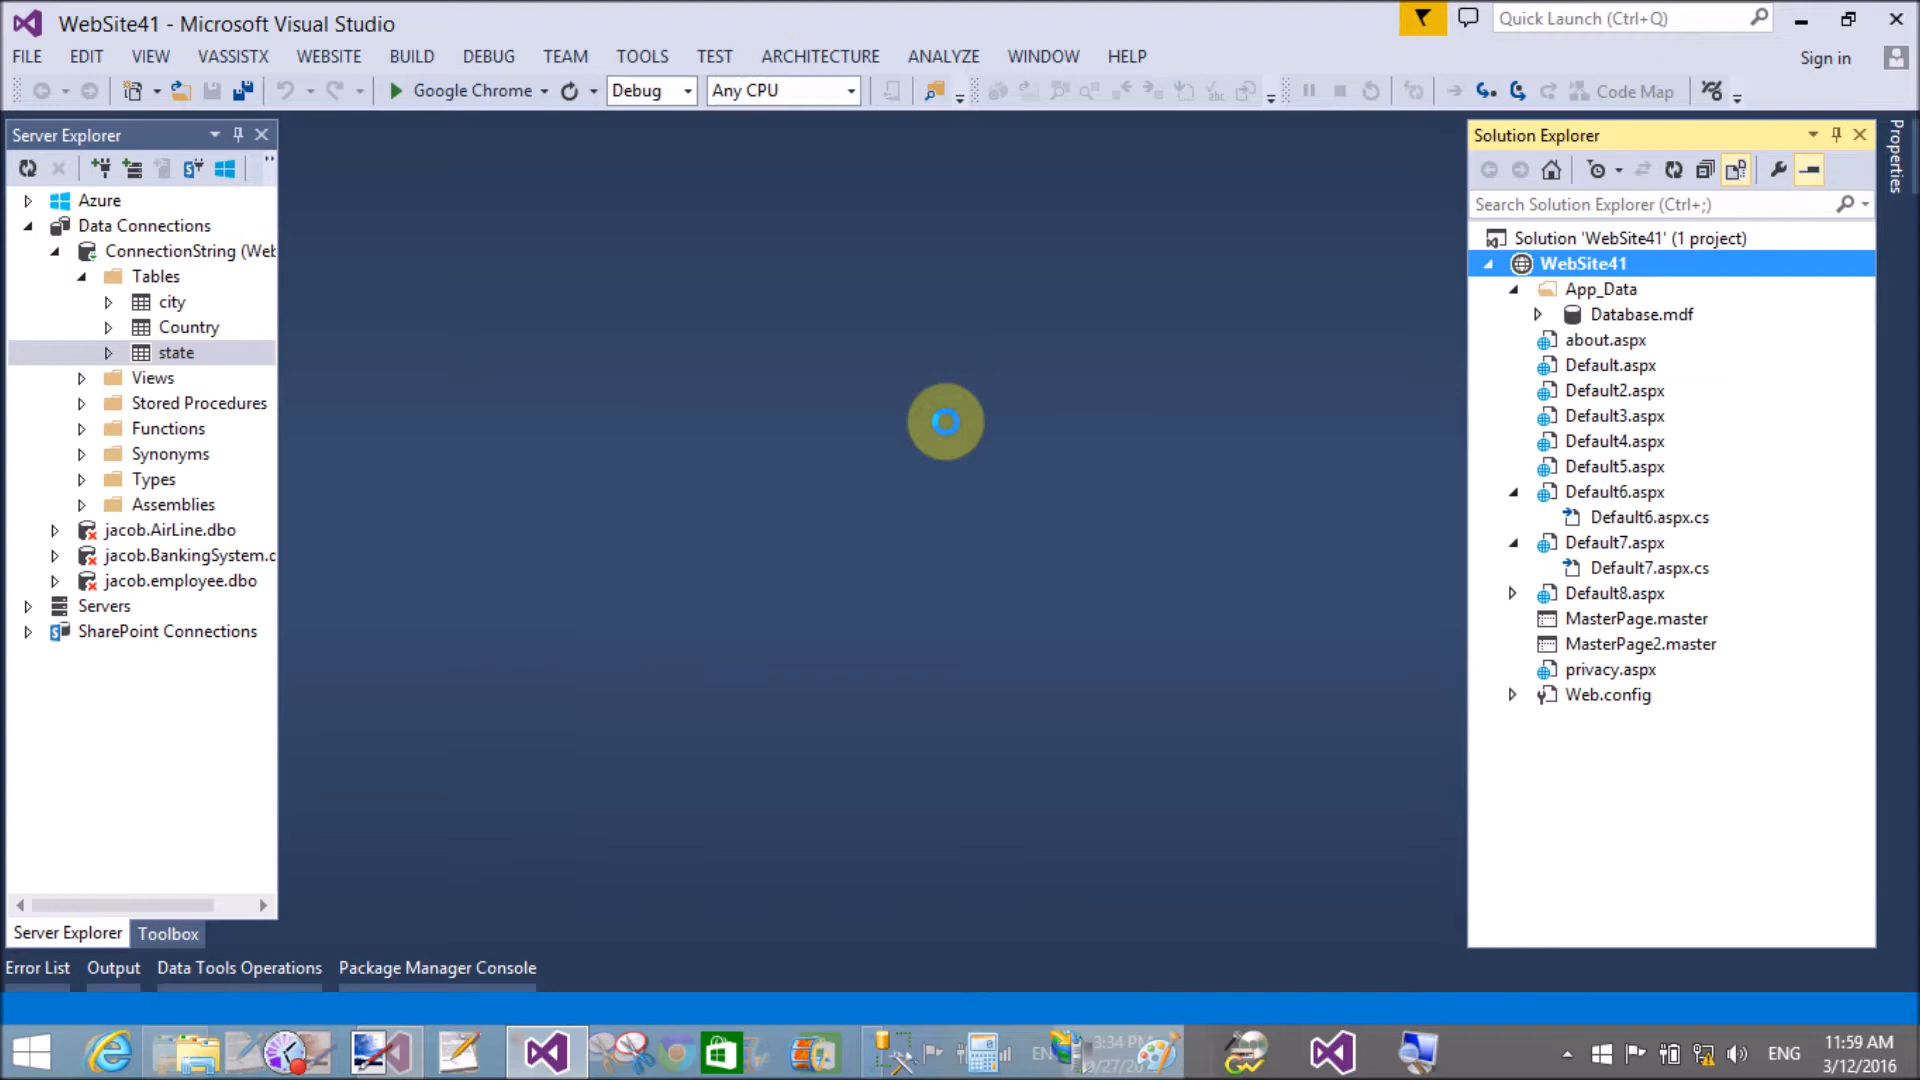 WebSite41 - Microsoft Visual Studio
Quick Launch (Ctrl+Q)
FILE EDIT VIEW VASSISTX WEBSITE BUILD DEBUG TEAM TOOLS TEST ARCHITECTURE ANALYZE WINDOW HELP
Sign in
Google Chrome Debug Any CPU Code Map
Server Explorer
Azure
Data Connections
ConnectionString (Web
Tables
city
Country
state
Views
Stored Procedures
Functions
Synonyms
Types
Assemblies
jacob.AirLine.dbo
jacob.BankingSystem.c
jacob.employee.dbo
Servers
SharePoint Connections
Server Explorer Toolbox
Error List Output Data Tools Operations Package Manager Console
Solution Explorer
Search Solution Explorer (Ctrl+;)
Solution 'WebSite41' (1 project)
WebSite41
App_Data
Database.mdf
about.aspx
Default.aspx
Default2.aspx
Default3.aspx
Default4.aspx
Default5.aspx
Default6.aspx
Default6.aspx.cs
Default7.aspx
Default7.aspx.cs
Default8.aspx
MasterPage.master
MasterPage2.master
privacy.aspx
Web.config
Properties
EN
3:34 PM
ENG
11:59 AM
3/12/2016